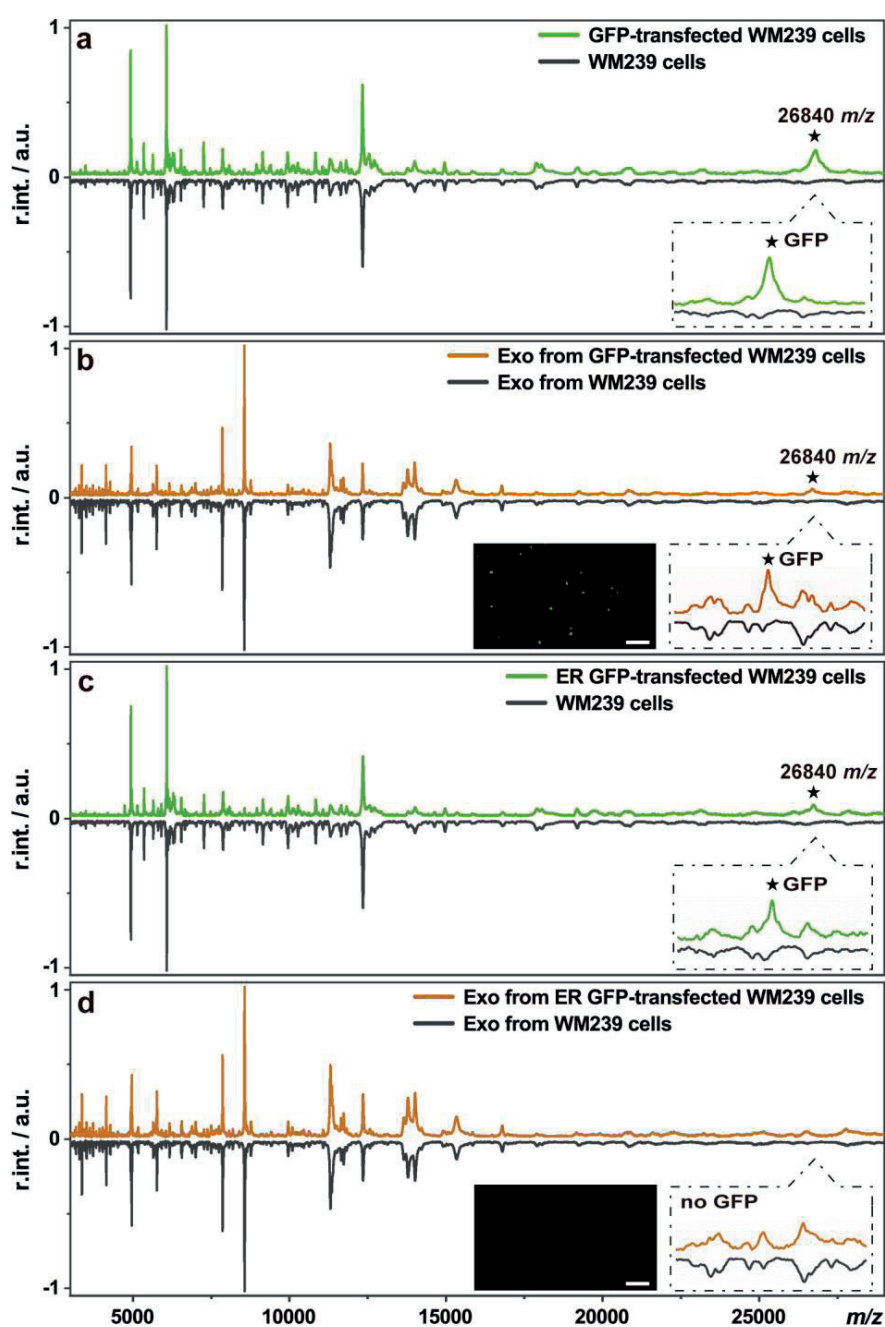 a
GFP-transfected WM239 cells
WM239 cells
1
0
-1
r.int. / a.u.
26840 m/z
★
★ GFP
b
Exo from GFP-transfected WM239 cells
Exo from WM239 cells
1
0
-1
r.int. / a.u.
26840
★
★ GFP
c
ER GFP-transfected WM239 cells
WM239 cells
1
0
-1
r.int. / a.u.
26840 m/z
★
★ GFP
d
Exo from ER GFP-transfected WM239 cells
Exo from WM239 cells
1
0
-1
r.int. / a.u.
no GFP
5000 10000 15000 20000 25000 m/z